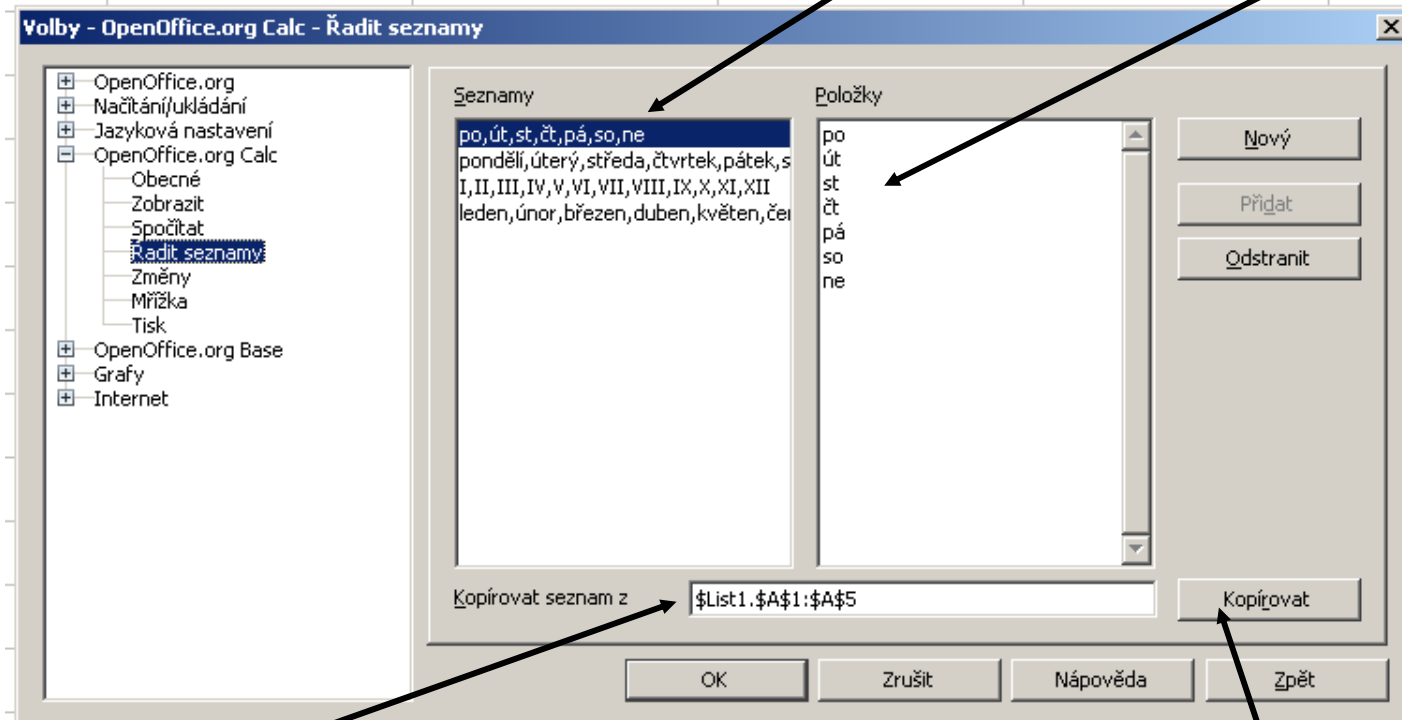 Volby - OpenOffice.org Calc - Řadit seznamy
OpenOffice.org
Načítání/ukládání
Jazyková nastavení
OpenOffice.org Calc
Obecné
Zobrazit
Spočítat
Řadit seznamy
Změny
Mřížka
Tisk
OpenOffice.org Base
Grafy
Internet
Seznamy
po,út,st,čt,pá,so,ne
pondělí,úterý,středa,čtvrtek,pátek,s
I,II,III,IV,V,VI,VII,VIII,IX,X,XI,XII
leden,únor,březen,duben,květen,čer
Položky
po
út
st
čt
pá
so
ne
Nový
Přidat
Odstranit
Kopírovat seznam z
$List1.$A$1:$A$5
Kopírovat
OK
Zrušit
Nápověda
Zpět